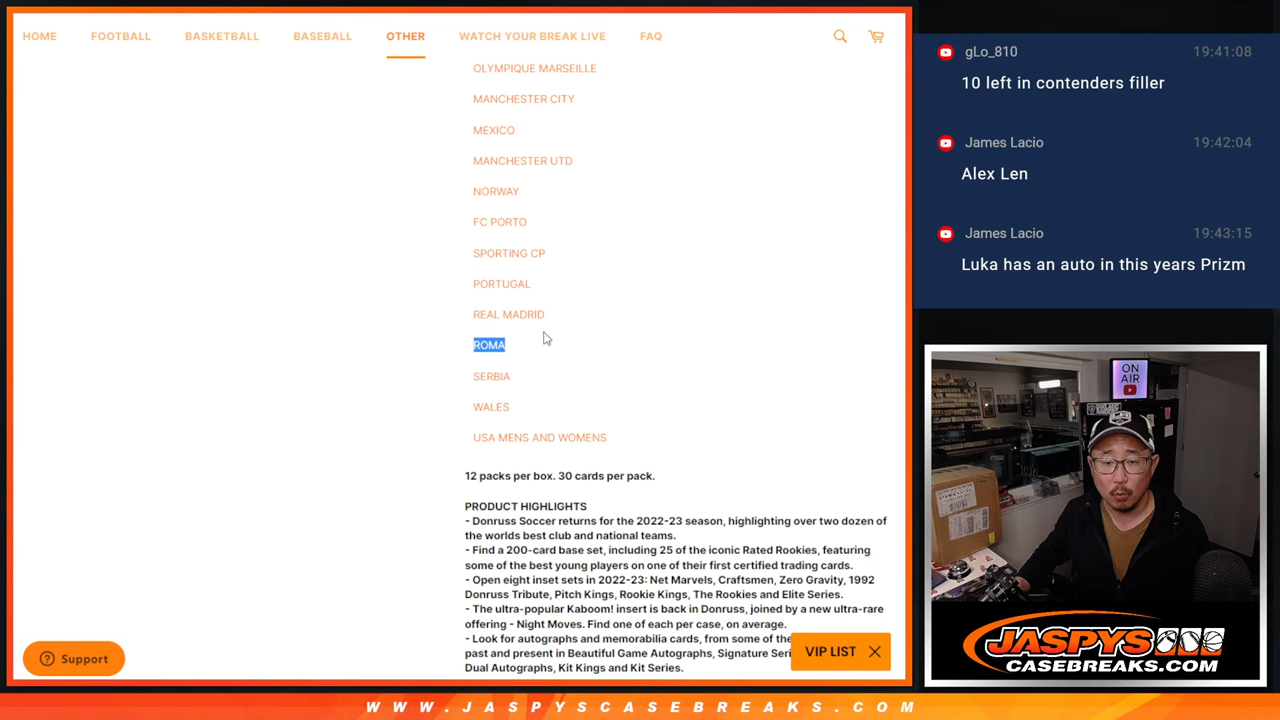 HOME FOOTBALL BASKETBALL BASEBALL OTHER WATCH YOUR BREAK LIVE FAQ
OLYMPIQUE MARSEILLE
MANCHESTER CITY
MEXICO
MANCHESTER UTD
NORWAY
FC PORTO
SPORTING CP
PORTUGAL
REAL MADRID
ROMA
SERBIA
WALES
USA MENS AND WOMENS
12 packs per box. 30 cards per pack.
PRODUCT HIGHLIGHTS
- Donruss Soccer returns for the 2022-23 season, highlighting over two dozen of
the worlds best club and national teams.
- Find a 200-card base set, including 25 of the iconic Rated Rookies, featuring
some of the best young players on one of their first certified trading cards.
- Open eight inset sets in 2022-23: Net Marvels, Craftsmen, Zero Gravity, 1992
Donruss Tribute, Pitch Kings, Rookie Kings, The Rookies and Elite Series.
- The ultra-popular Kaboom! insert is back in Donruss, joined by a new ultra-rare
offering - Night Moves. Find one of each per case, on average.
- Look for autographs and memorabilia cards, from some of the
past and present in Beautiful Game Autographs, Signature Seri
Dual Autographs, Kit Kings and Kit Series.
Support
VIP LIST
gLo_810 19:41:08
10 left in contenders filler
James Lacio 19:42:04
Alex Len
James Lacio 19:43:15
Luka has an auto in this years Prizm
ON
AIR
JASPYS
CASEBREAKS.COM
WWW.JASPYSCASEBREAKS.COM